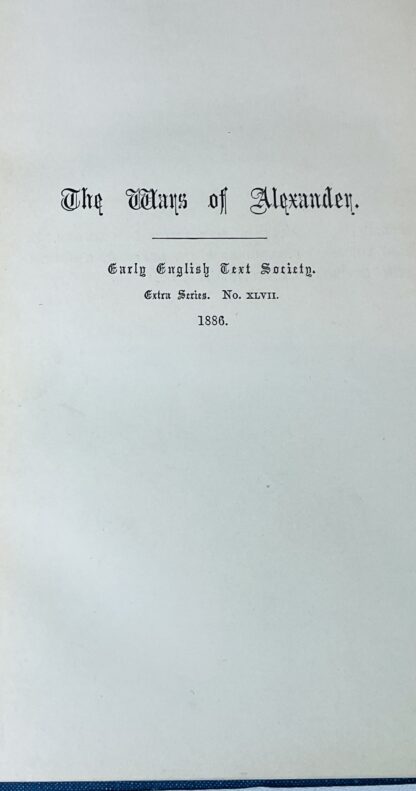 The Wars of Alexander.
Early English Text Society.
Extra Series. No. XLVII.
1886.